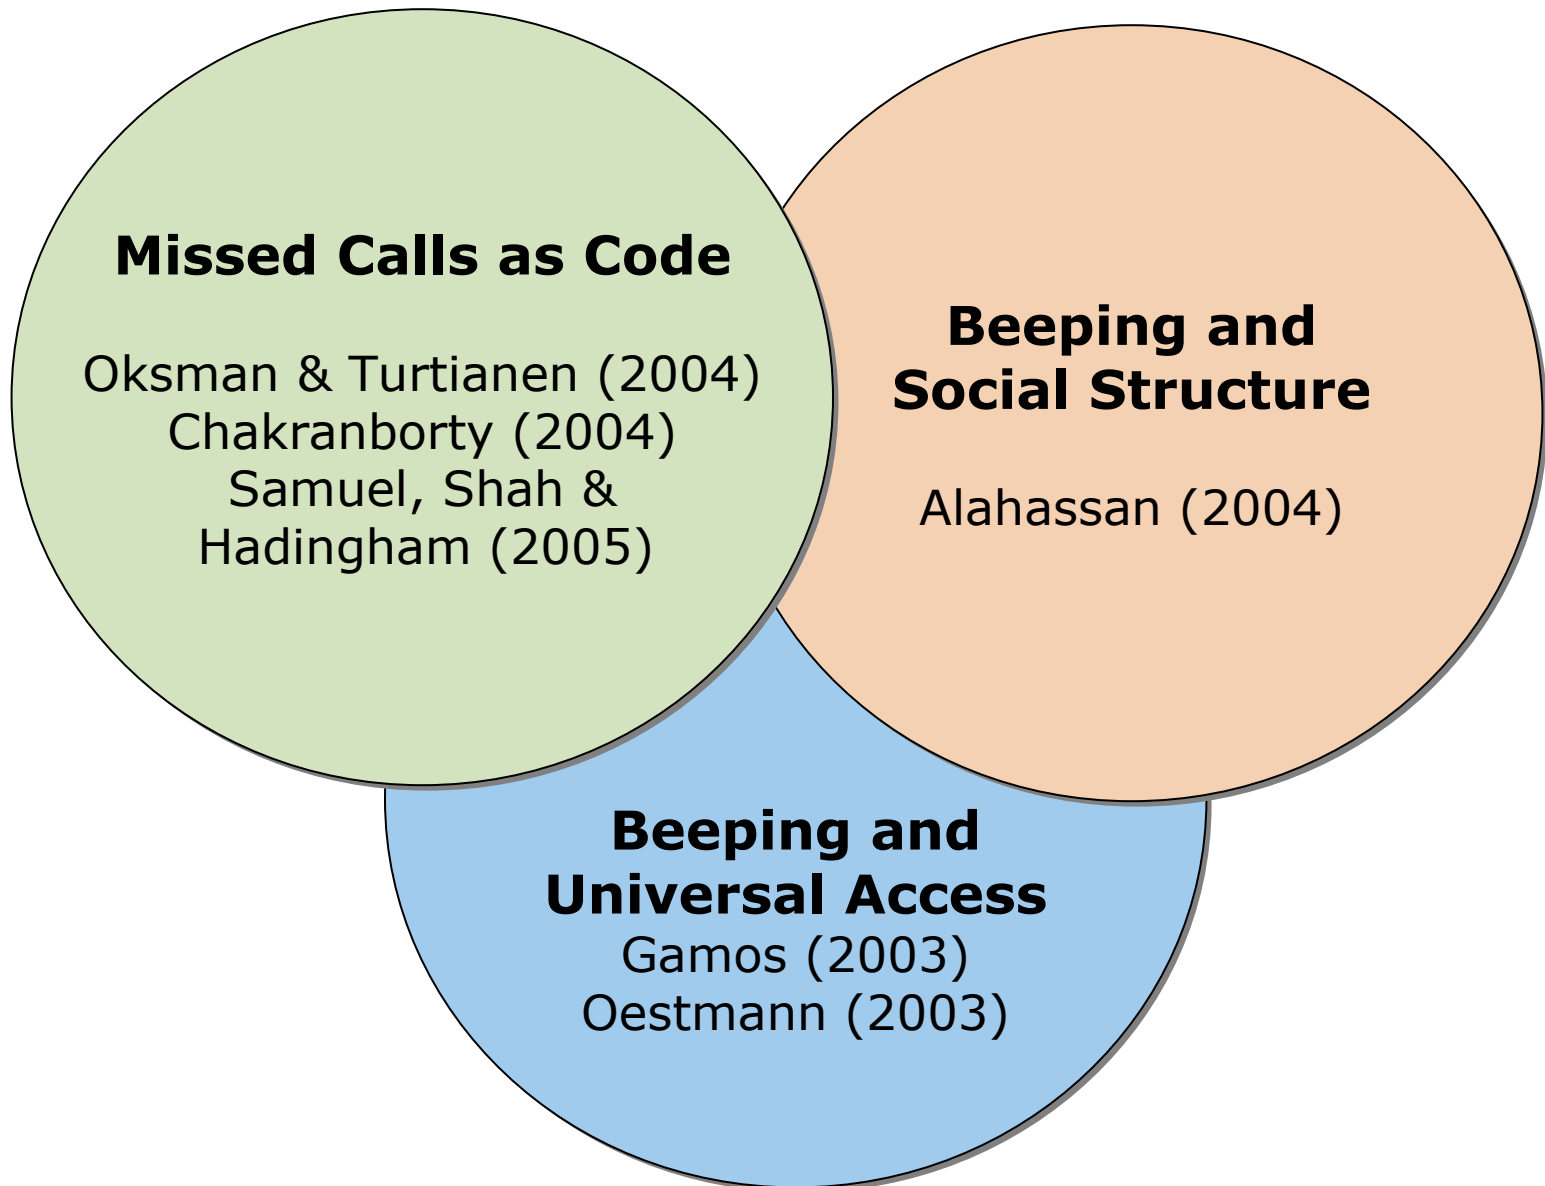 Missed Calls as Code
Oksman & Turtianen (2004)
Chakranborty (2004)
Samuel, Shah &
Hadingham (2005)
Beeping and
Social Structure
Alahassan (2004)
Beeping and
Universal Access
Gamos (2003)
Oestmann (2003)